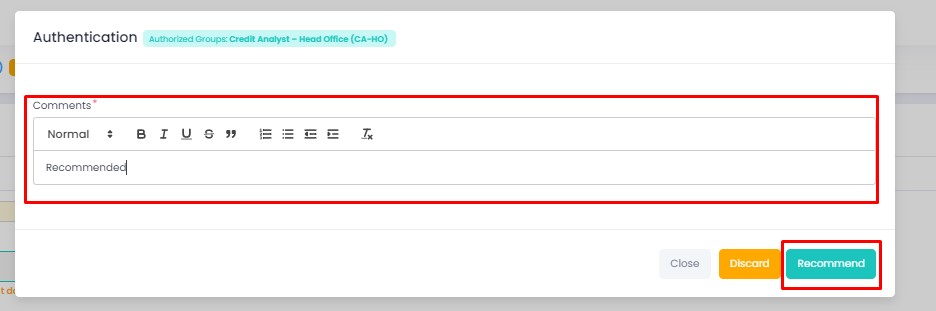 Authentication Authorized Groups: Credit Analyst – Head Office (CA-HO)
Comments*
Normal B I U S
Recommended
Close Discard Recommend